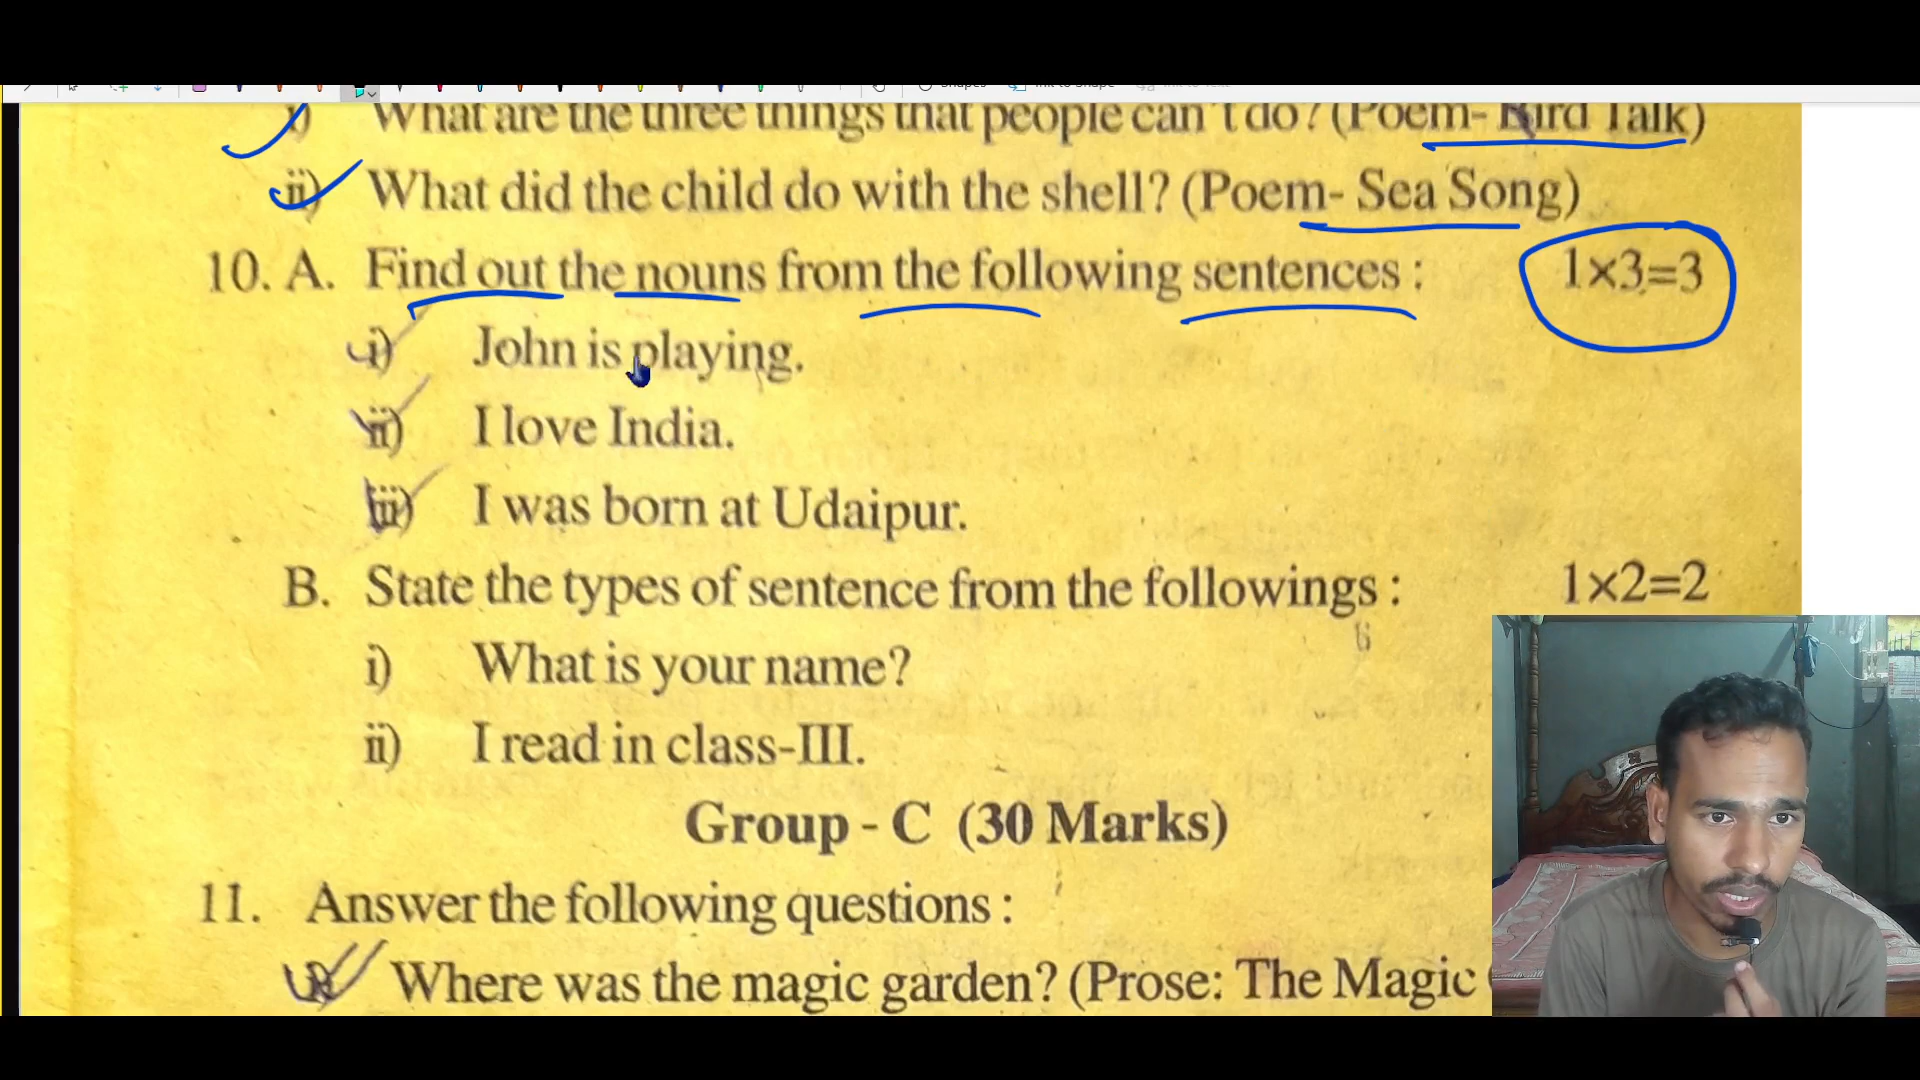 Shapes Ink to Shape
i) What are the three things that people can't do? (Poem- Bird Talk)
ii) What did the child do with the shell? (Poem- Sea Song)
10. A. Find out the nouns from the following sentences : 1×3=3
i) John is playing.
ii) I love India.
iii) I was born at Udaipur.
B. State the types of sentence from the followings : 1×2=2
i) What is your name?
ii) I read in class-III.
Group - C (30 Marks)
11. Answer the following questions :
Where was the magic garden? (Prose: The Magic